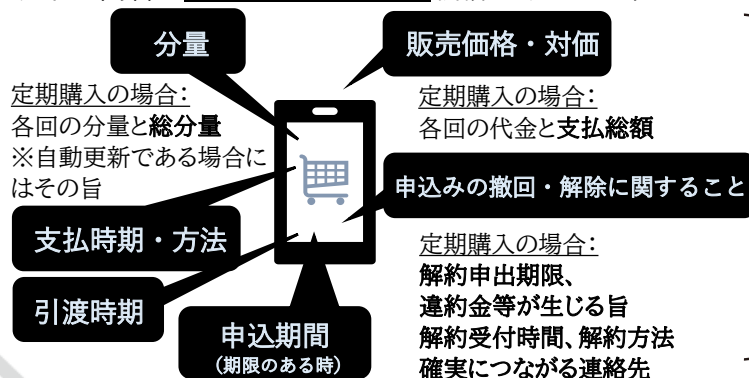 分量
販売価格・対価
定期購入の場合：
各回の分量と総分量
※自動更新である場合に
はその旨
定期購入の場合：
各回の代金と支払総額
申込みの撤回・解除に関すること
支払時期・方法
引渡時期
申込期間
（期限のある時）
定期購入の場合：
解約申出期限、
違約金等が生じる旨
解約受付時間、解約方法
確実につながる連絡先